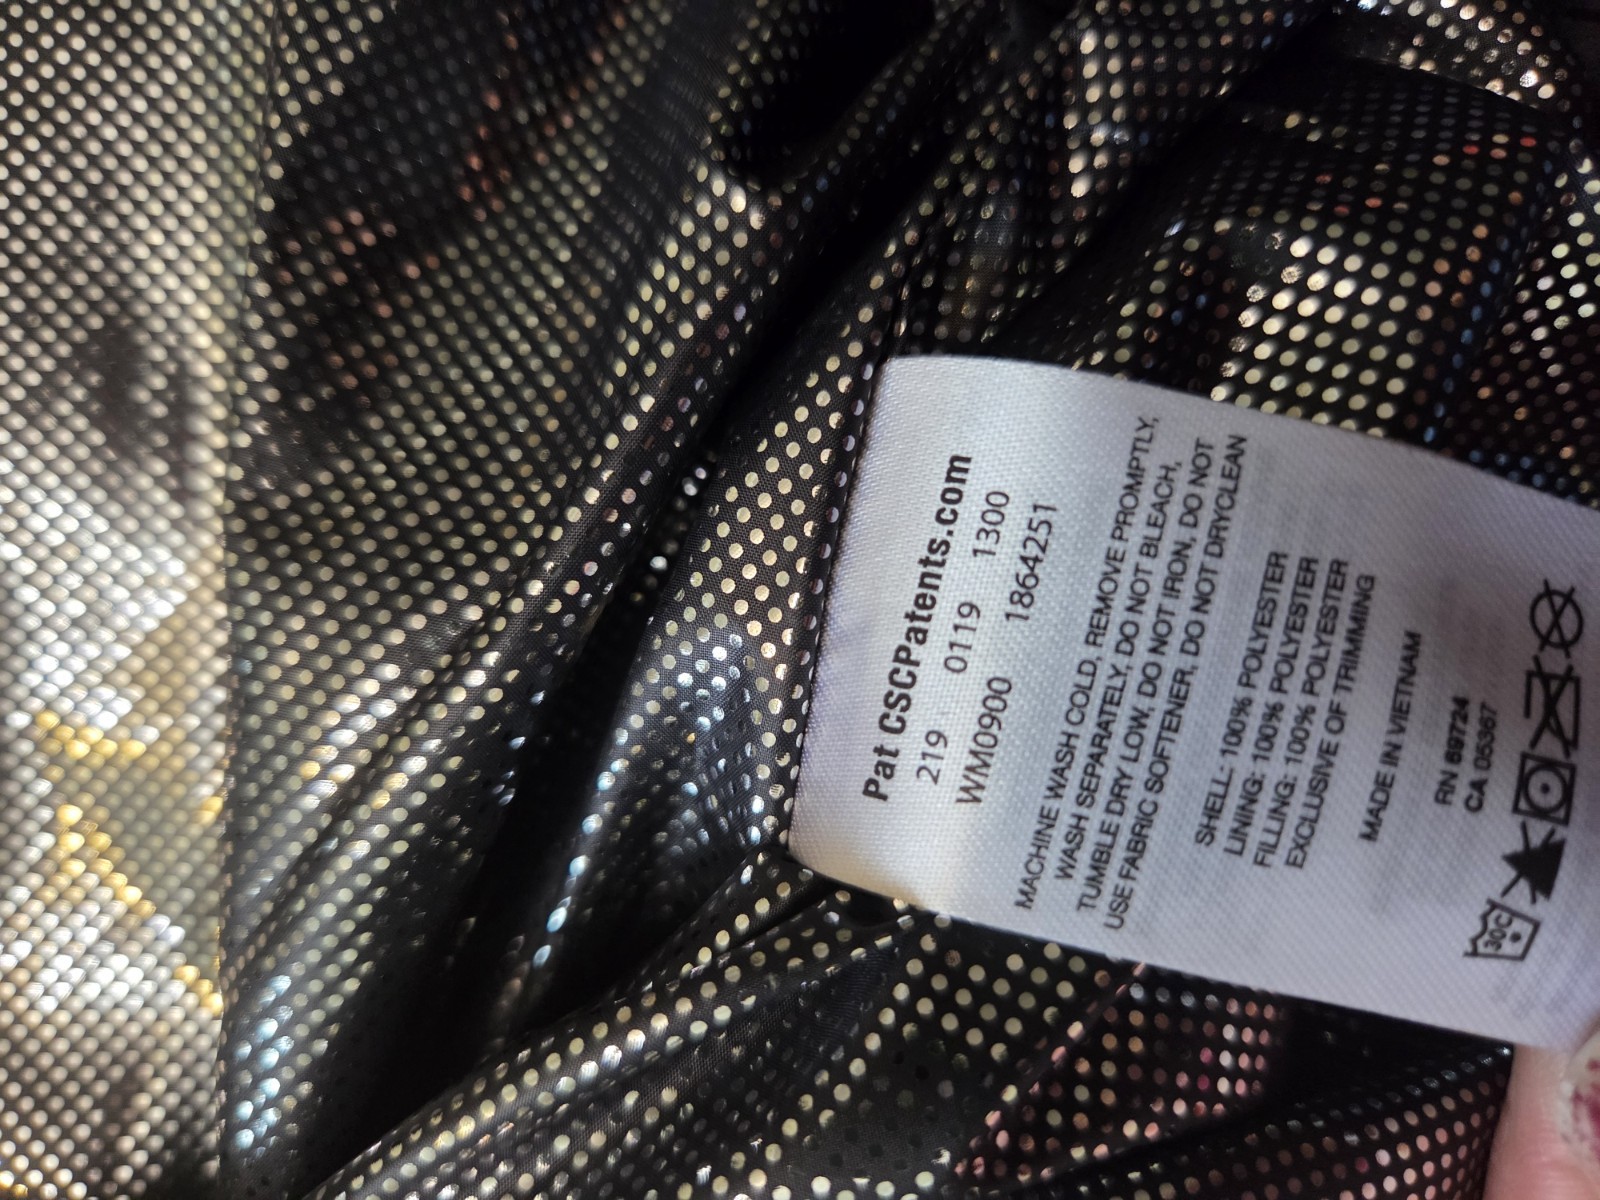 Pat CSCPatents.com
219 0119 1300
WM0900 1864251
MACHINE WASH COLD, REMOVE PROMPTLY,
WASH SEPARATELY, DO NOT BLEACH,
TUMBLE DRY LOW, DO NOT IRON, DO NOT
USE FABRIC SOFTENER, DO NOT DRYCLEAN
SHELL: 100% POLYESTER
LINING: 100% POLYESTER
FILLING: 100% POLYESTER
EXCLUSIVE OF TRIMMING
MADE IN VIETNAM
RN 69724
CA 05367
30C